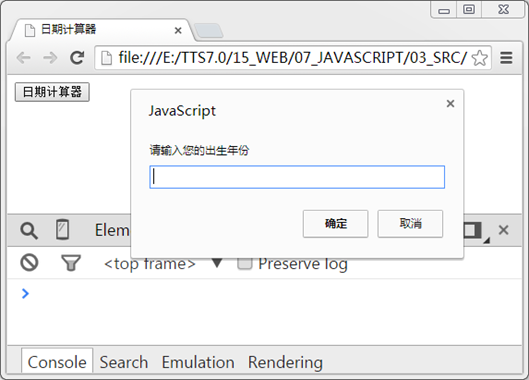 日期计算器
file:///E:/TTS7.0/15_WEB/07_JAVASCRIPT/03_SRC/
日期计算器
JavaScript
请输入您的出生年份
确定 取消
Elem
<top frame> Preserve log
Console Search Emulation Rendering